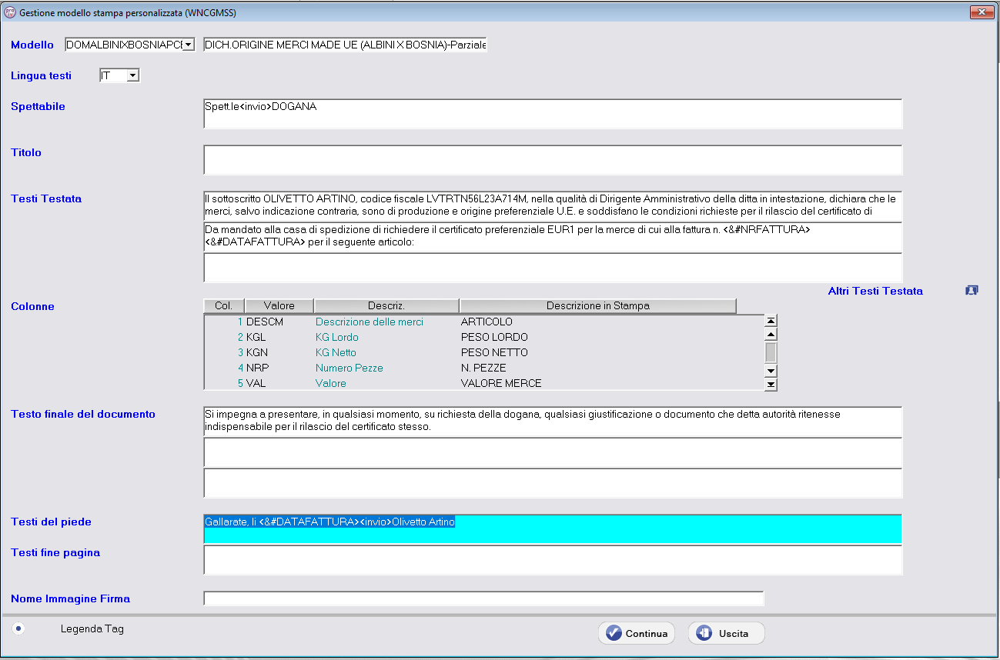 Gestione modello stampa personalizzata (WNCGMSS)
Modello DOMALBINIXBOSNIAPCE DICH.ORIGINE MERCI MADE UE (ALBINI X BOSNIA)-Parziale
Lingua testi IT
Spettabile Spett.le<invio>DOGANA
Titolo
Testi Testata Il sottoscritto OLIVETTO ARTINO, codice fiscale LVTRTN56L23A714M, nella qualità di Dirigente Amministrativo della ditta in intestazione, dichiara che le
merci, salvo indicazione contraria, sono di produzione e origine preferenziale U.E. e soddisfano le condizioni richieste per il rilascio del certificato di
Da mandato alla casa di spedizione di richiedere il certificato preferenziale EUR1 per la merce di cui alla fattura n. <&#NRFATTURA>
<&#DATAFATTURA> per il seguente articolo:
Altri Testi Testata
Colonne Col. Valore Descriz. Descrizione in Stampa
1 DESCM Descrizione delle merci ARTICOLO
2 KGL KG Lordo PESO LORDO
3 KGN KG Netto PESO NETTO
4 NRP Numero Pezze N. PEZZE
5 VAL Valore VALORE MERCE
Testo finale del documento Si impegna a presentare, in qualsiasi momento, su richiesta della dogana, qualsiasi giustificazione o documento che detta autorità ritenesse
indispensabile per il rilascio del certificato stesso.
Testi del piede Gallarate, li <&#DATAFATTURA><invio>Olivetto Artino
Testi fine pagina
Nome Immagine Firma
Legenda Tag Continua Uscita